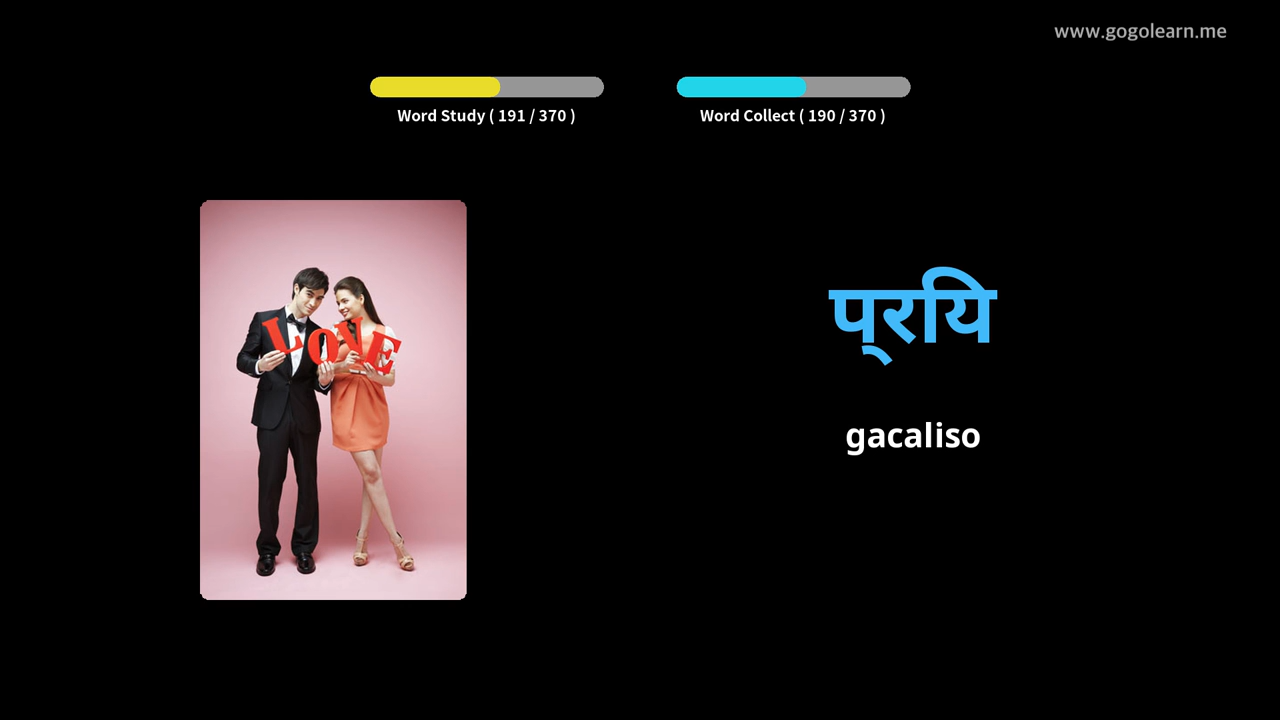 www.gogolearn.me
Word Study ( 191 / 370 )
Word Collect ( 190 / 370 )
LOVE
प्‌रयि
gacaliso